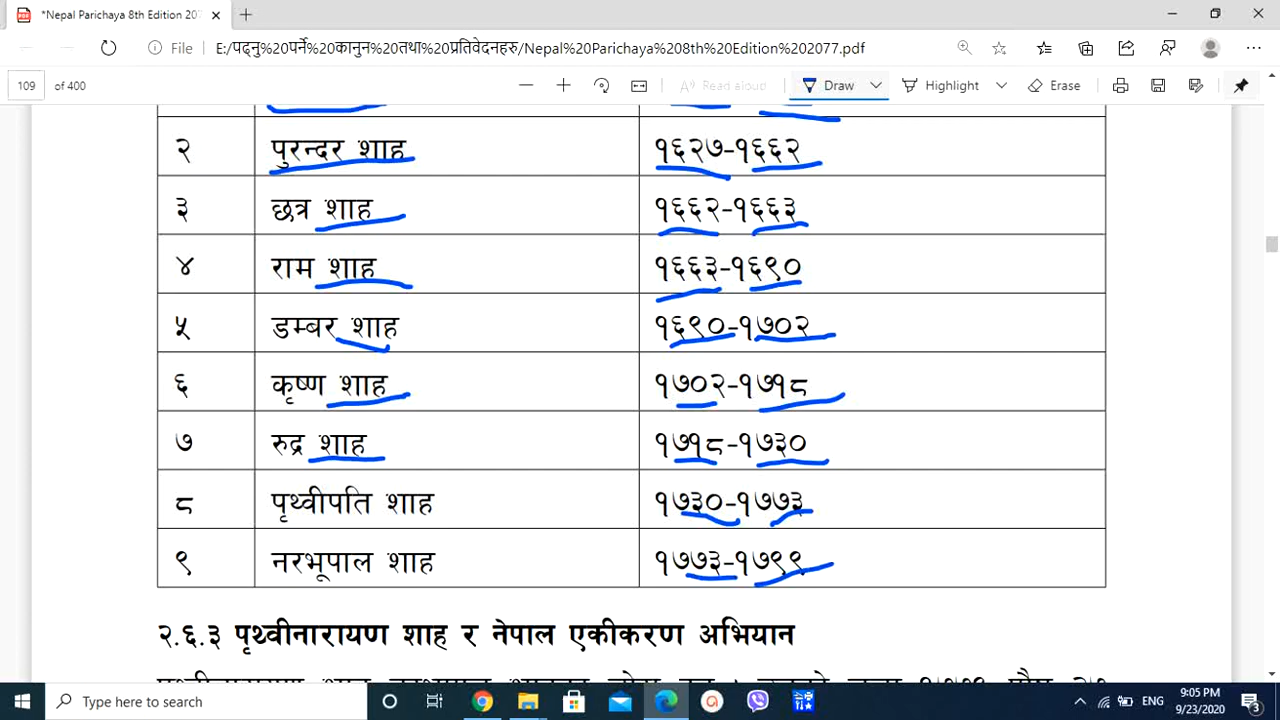 *Nepal Parichaya 8th Edition 207
File E:/पढ्नु%20पर्ने%20कानुन%20तथा%20प्रतिवेदनहरु/Nepal%20Parichaya%208th%20Edition%202077.pdf
109 of 400 Read aloud Draw Highlight Erase
२ पुरन्दर शाह १६२७-१६६२
३ छत्र शाह १६६२-१६६३
४ राम शाह १६६३-१६९०
५ डम्बर शाह १६९०-१७०२
६ कृष्ण शाह १७०२-१७१८
७ रुद्र शाह १७१८-१७३०
८ पृथ्वीपति शाह १७३०-१७७३
९ नरभूपाल शाह १७७३-१७९९
२.६.३ पृथ्वीनारायण शाह र नेपाल एकीकरण अभियान
Type here to search ENG 9:05 PM
9/23/2020 3